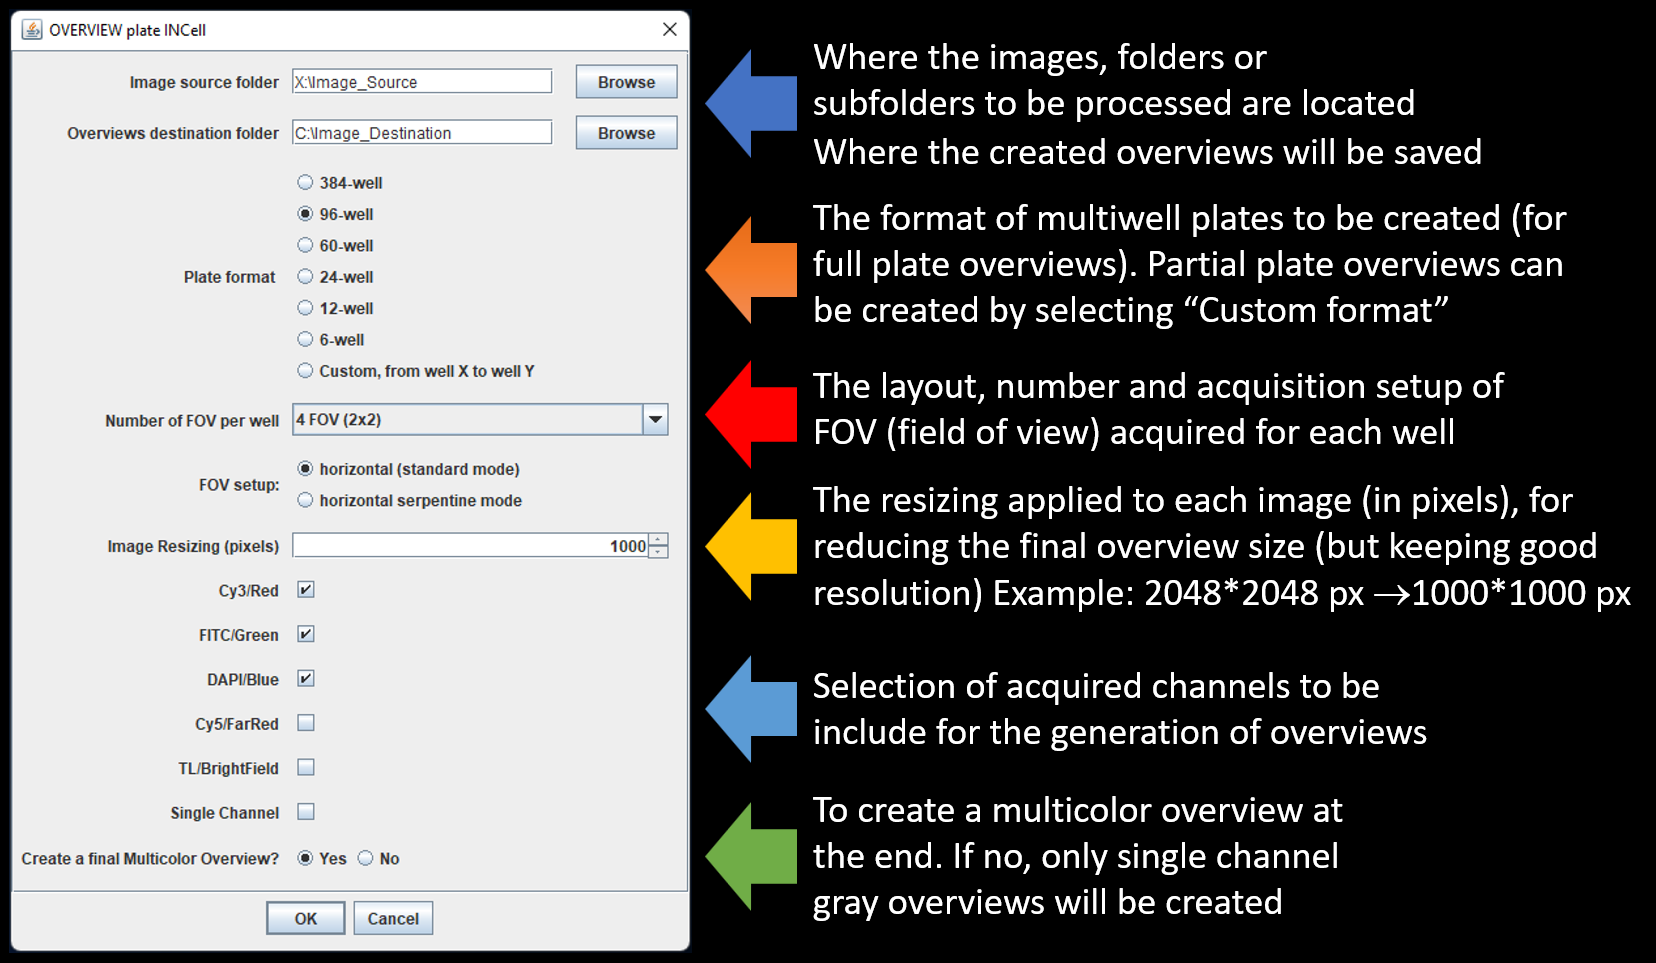 OVERVIEW plate INCell
Image source folder X:\Image_Source Browse
Overviews destination folder C:\Image_Destination Browse
384-well
96-well
60-well
Plate format 24-well
12-well
6-well
Custom, from well X to well Y
Number of FOV per well 4 FOV (2x2)
FOV setup:
horizontal (standard mode)
horizontal serpentine mode
Image Resizing (pixels) 1000
Cy3/Red
FITC/Green
DAPI/Blue
Cy5/FarRed
TL/BrightField
Single Channel
Create a final Multicolor Overview? Yes No
OK Cancel
Where the images, folders or
subfolders to be processed are located
Where the created overviews will be saved
The format of multiwell plates to be created (for
full plate overviews). Partial plate overviews can
be created by selecting “Custom format”
The layout, number and acquisition setup of
FOV (field of view) acquired for each well
The resizing applied to each image (in pixels), for
reducing the final overview size (but keeping good
resolution) Example: 2048*2048 px →1000*1000 px
Selection of acquired channels to be
include for the generation of overviews
To create a multicolor overview at
the end. If no, only single channel
gray overviews will be created